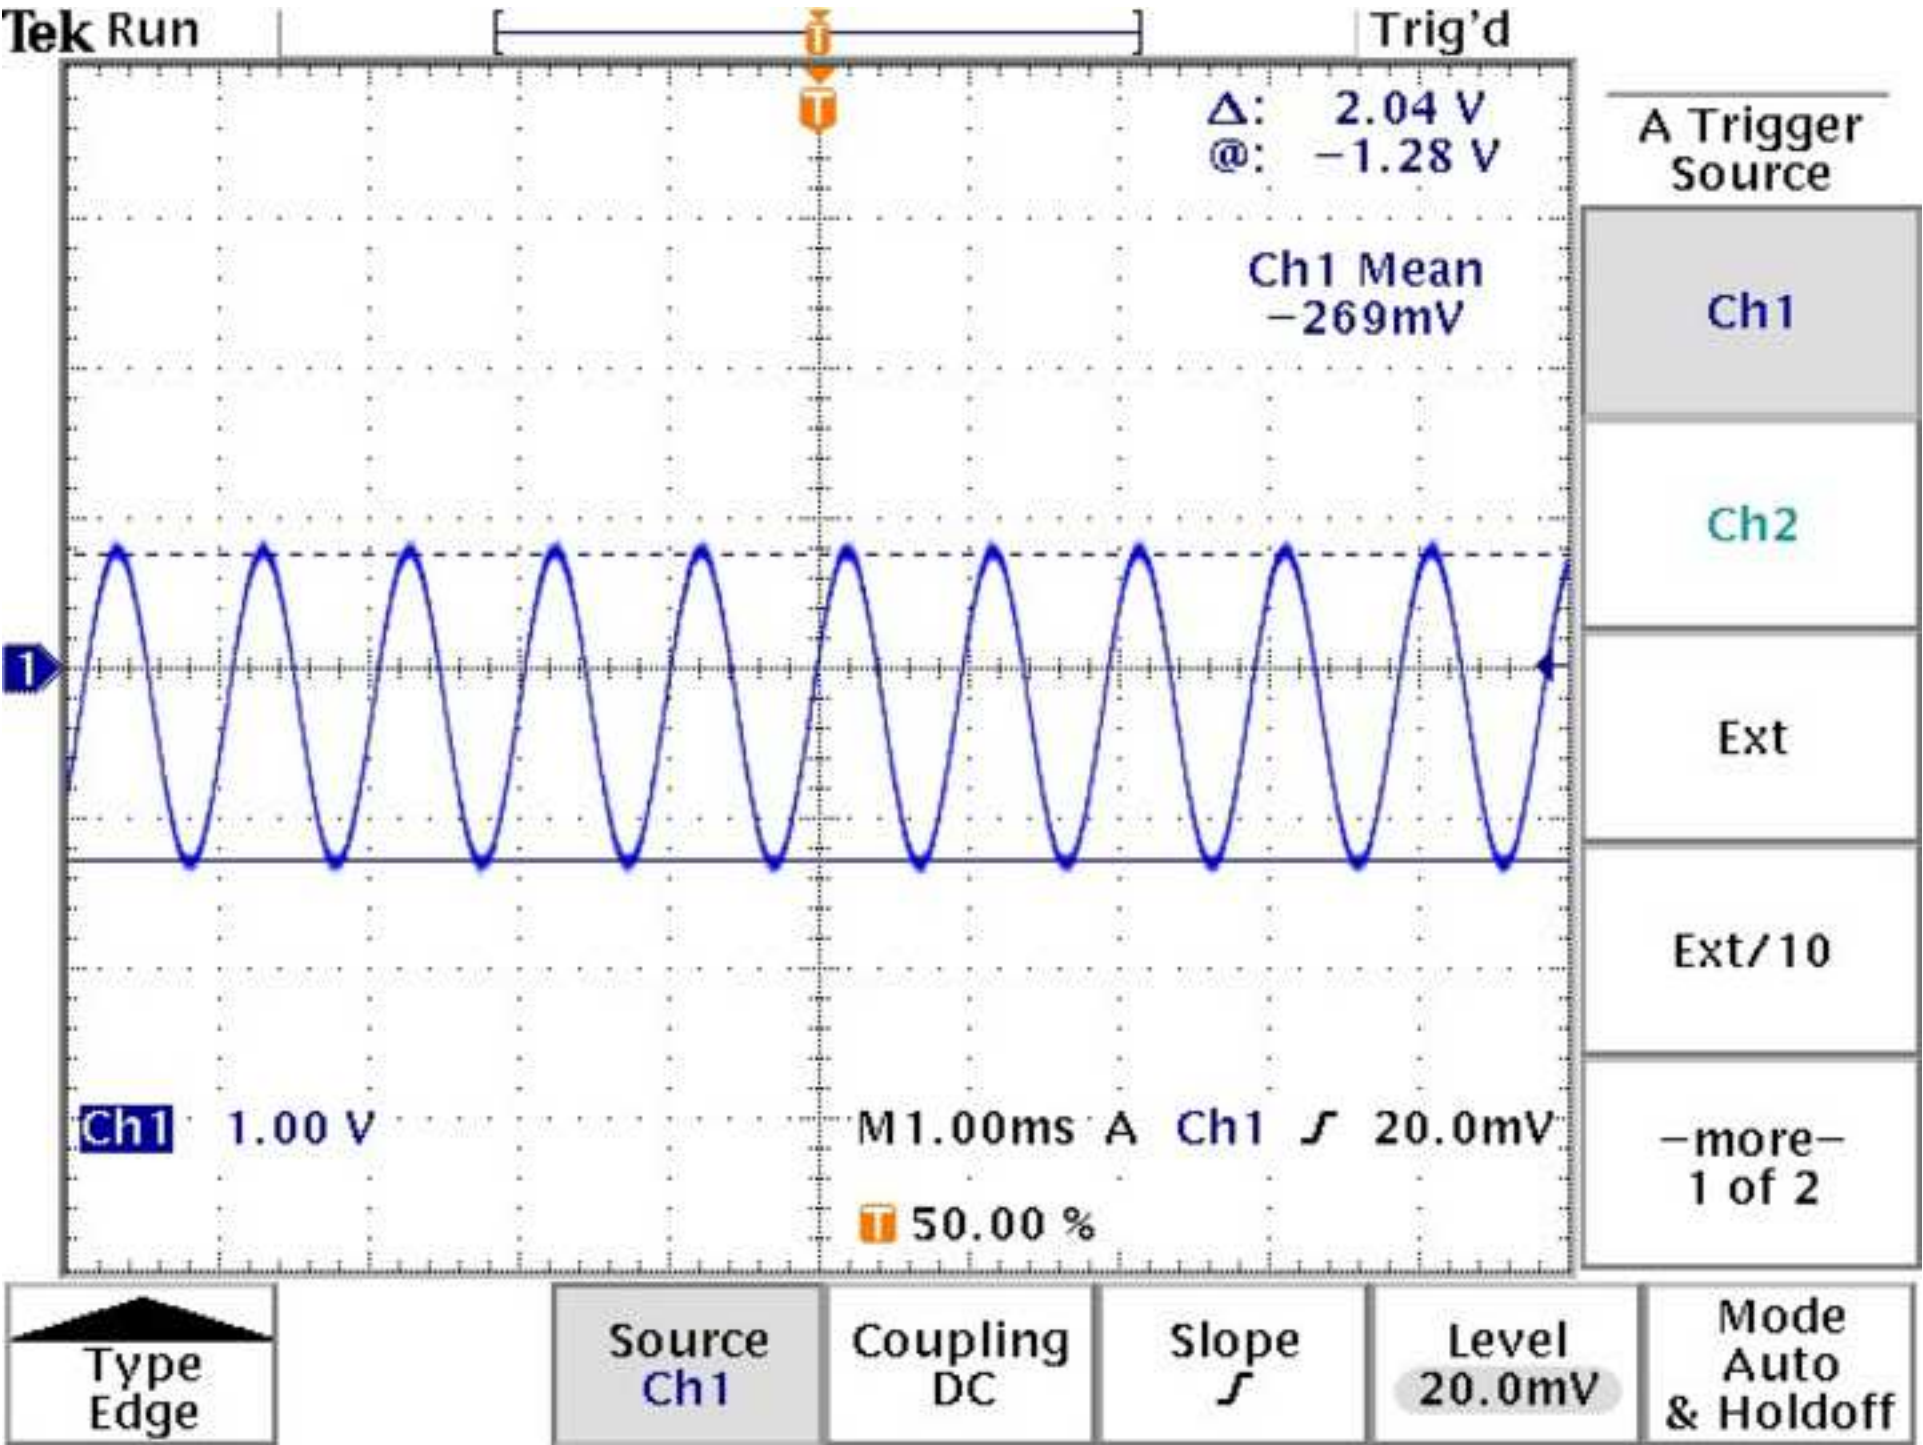 Tek Run
Trig'd
T
T
Δ: 2.04 V
@: −1.28 V
Ch1 Mean
−269mV
1
Ch1 1.00 V
M1.00ms A Ch1 20.0mV
T 50.00 %
A Trigger
Source
Ch1
Ch2
Ext
Ext/10
−more−
1 of 2
Type
Edge
Source
Ch1
Coupling
DC
Slope
Level
20.0mV
Mode
Auto
& Holdoff